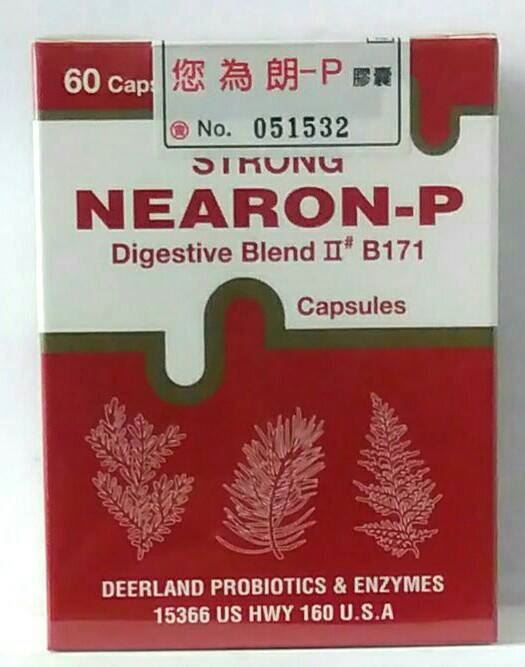 60 Caps
您為朗-P 膠囊
賣 No. 051532
STRONG
NEARON-P
Digestive Blend II# B171
Capsules
DEERLAND PROBIOTICS & ENZYMES
15366 US HWY 160 U.S.A